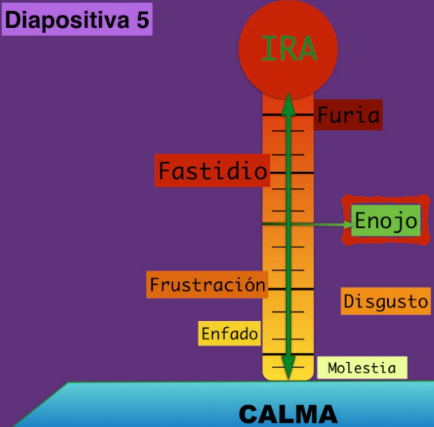 Diapositiva 5
IRA
Furia
Fastidio
Enojo
Frustración
Disgusto
Enfado
Molestia
CALMA